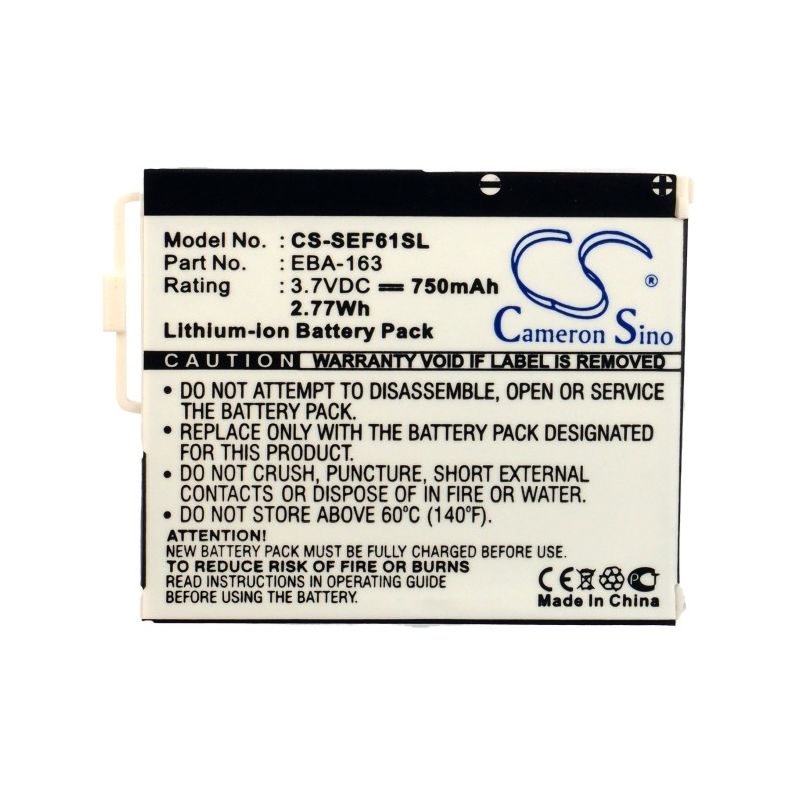 Model No. : CS-SEF61SL
Part No. : EBA-163
Rating : 3.7VDC ⎓ 750mAh
2.77Wh
Lithium-ion Battery Pack
CS
®
Cameron Sino
CAUTION: WARRANTY VOID IF LABEL IS REMOVED
• DO NOT ATTEMPT TO DISASSEMBLE, OPEN OR SERVICE
THE BATTERY PACK.
• REPLACE ONLY WITH THE BATTERY PACK DESIGNATED
FOR THIS EQUIPMENT.
• DO NOT CRUSH, PUNCTURE, SHORT EXTERNAL
CONTACTS OR DISPOSED OF IN FIRE OR WATER.
• DO NOT STORE ABOVE 60°C (140°F).
ATTENTION:
NEW BATTERY PACK MUST BE FULLY CHARGED BEFORE USE.
TO REDUCE RISK OF FIRE OR BURNS
READ INSTRUCTIONS IN OPERATING GUIDE
BEFORE USING THE BATTERY.
CE
Made In China